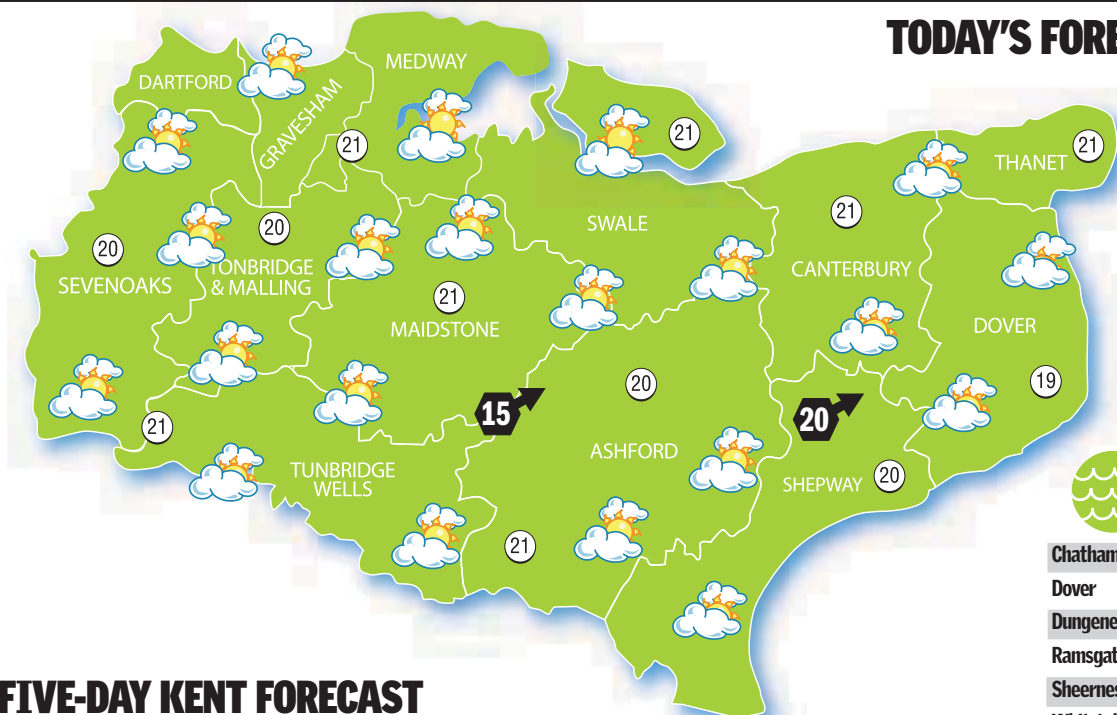 TODAY'S FORE
MEDWAY
DARTFORD
GRAVESHAM
21
21
21
THANET
20
21
SWALE
20
SEVENOAKS
TONBRIDGE
& MALLING
CANTERBURY
21
MAIDSTONE
DOVER
20
19
15
20
21
ASHFORD
TUNBRIDGE
WELLS
SHEPWAY
20
21
Chatham
Dover
Dungene
Ramsgat
Sheernes
FIVE-DAY KENT FORECAST